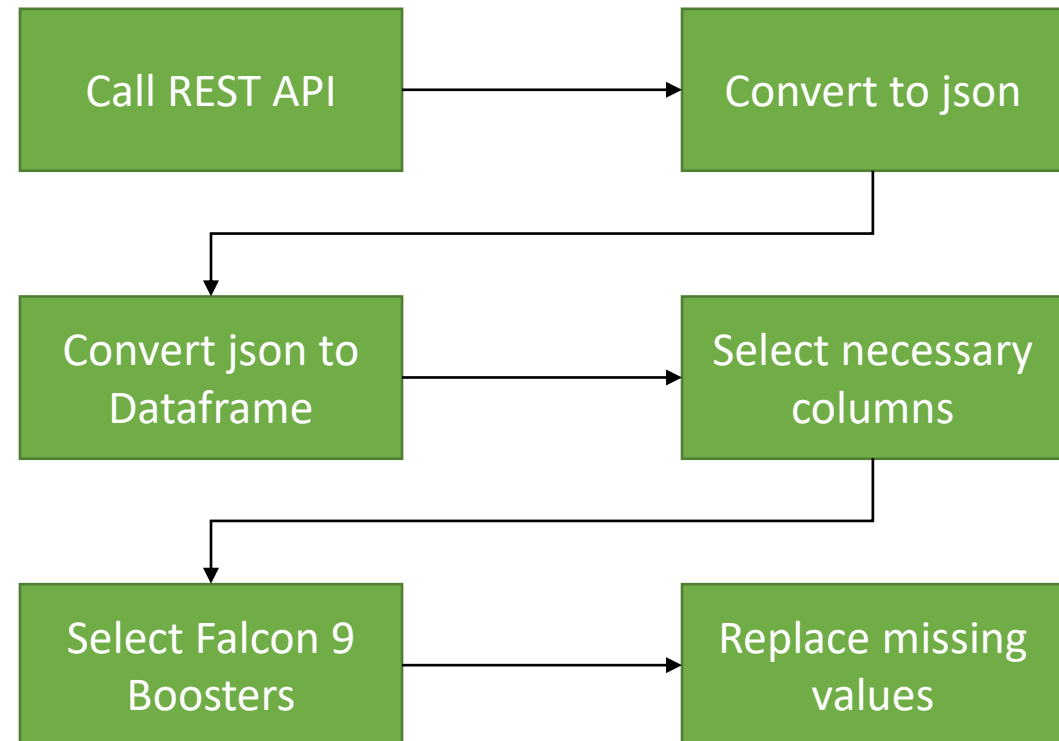 Call REST API
Convert to json
Convert json to
Dataframe
Select necessary
columns
Select Falcon 9
Boosters
Replace missing
values